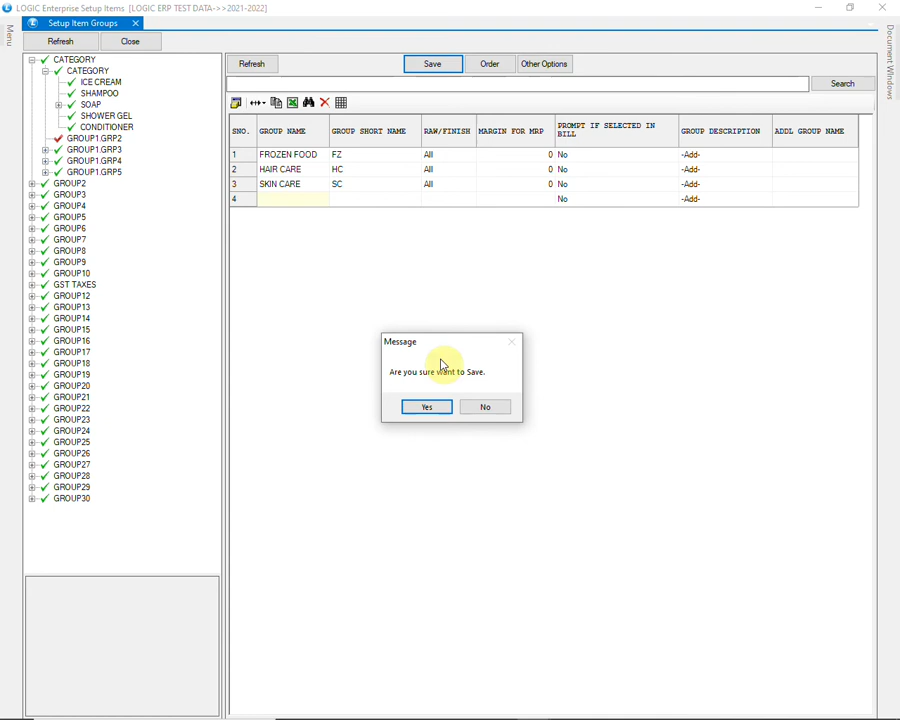 LOGIC Enterprise Setup Items [LOGIC ERP TEST DATA->>2021-2022]
Menu
Setup Item Groups
Document Windows
Refresh Close
CATEGORY
CATEGORY
ICE CREAM
SHAMPOO
SOAP
SHOWER GEL
CONDITIONER
GROUP1.GRP2
GROUP1.GRP3
GROUP1.GRP4
GROUP1.GRP5
GROUP2
GROUP3
GROUP4
GROUP5
GROUP6
GROUP7
GROUP8
GROUP9
GROUP10
GST TAXES
GROUP12
GROUP13
GROUP14
GROUP15
GROUP16
GROUP17
GROUP18
GROUP19
GROUP20
GROUP21
GROUP22
GROUP23
GROUP24
GROUP25
GROUP26
GROUP27
GROUP28
GROUP29
GROUP30
Refresh Save Order Other Options
Search
SNO. GROUP NAME GROUP SHORT NAME RAW/FINISH MARGIN FOR MRP PROMPT IF SELECTED IN BILL GROUP DESCRIPTION ADDL GROUP NAME
1 FROZEN FOOD FZ All 0 No -Add-
2 HAIR CARE HC All 0 No -Add-
3 SKIN CARE SC All 0 No -Add-
4 No -Add-
Message
Are you sure want to Save.
Yes No